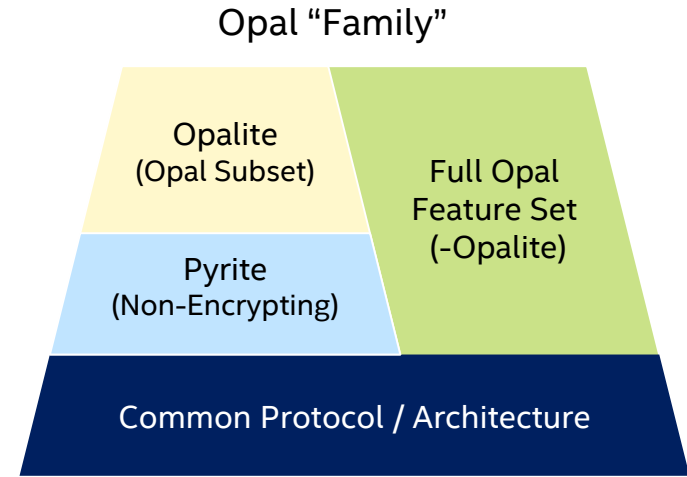 Opal “Family”
Opalite
(Opal Subset)
Full Opal
Feature Set
(-Opalite)
Pyrite
(Non-Encrypting)
Common Protocol / Architecture